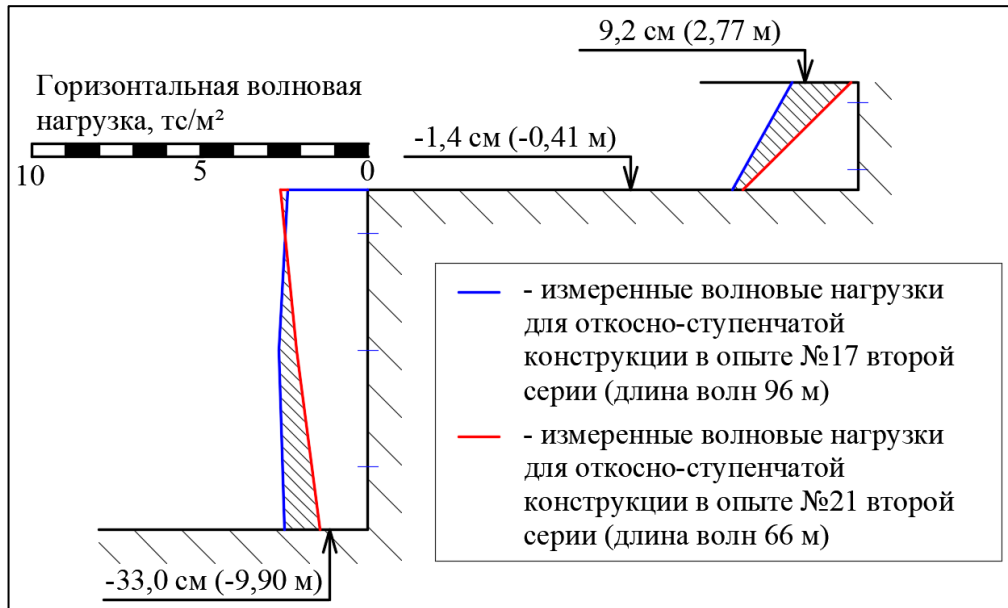 9,2 см (2,77 м)
Горизонтальная волновая
нагрузка, тс/м²
-1,4 см (-0,41 м)
10 5 0
- измеренные волновые нагрузки
для откосно-ступенчатой
конструкции в опыте №17 второй
серии (длина волн 96 м)
- измеренные волновые нагрузки
для откосно-ступенчатой
конструкции в опыте №21 второй
серии (длина волн 66 м)
-33,0 см (-9,90 м)